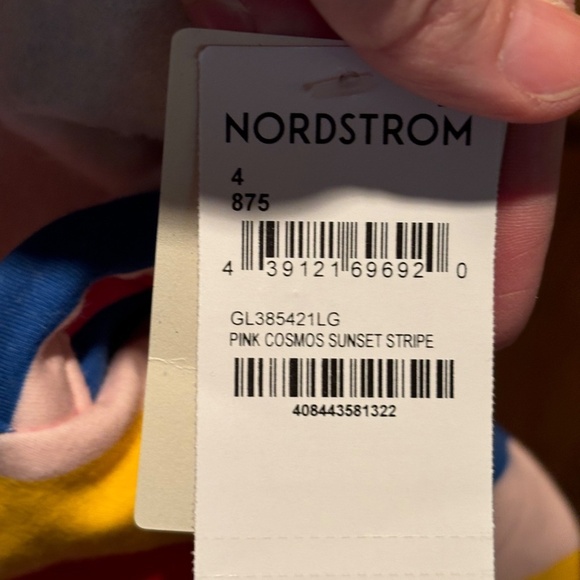 NORDSTROM
4
875
4 39121 69692 0
GL385421LG
PINK COSMOS SUNSET STRIPE
408443581322